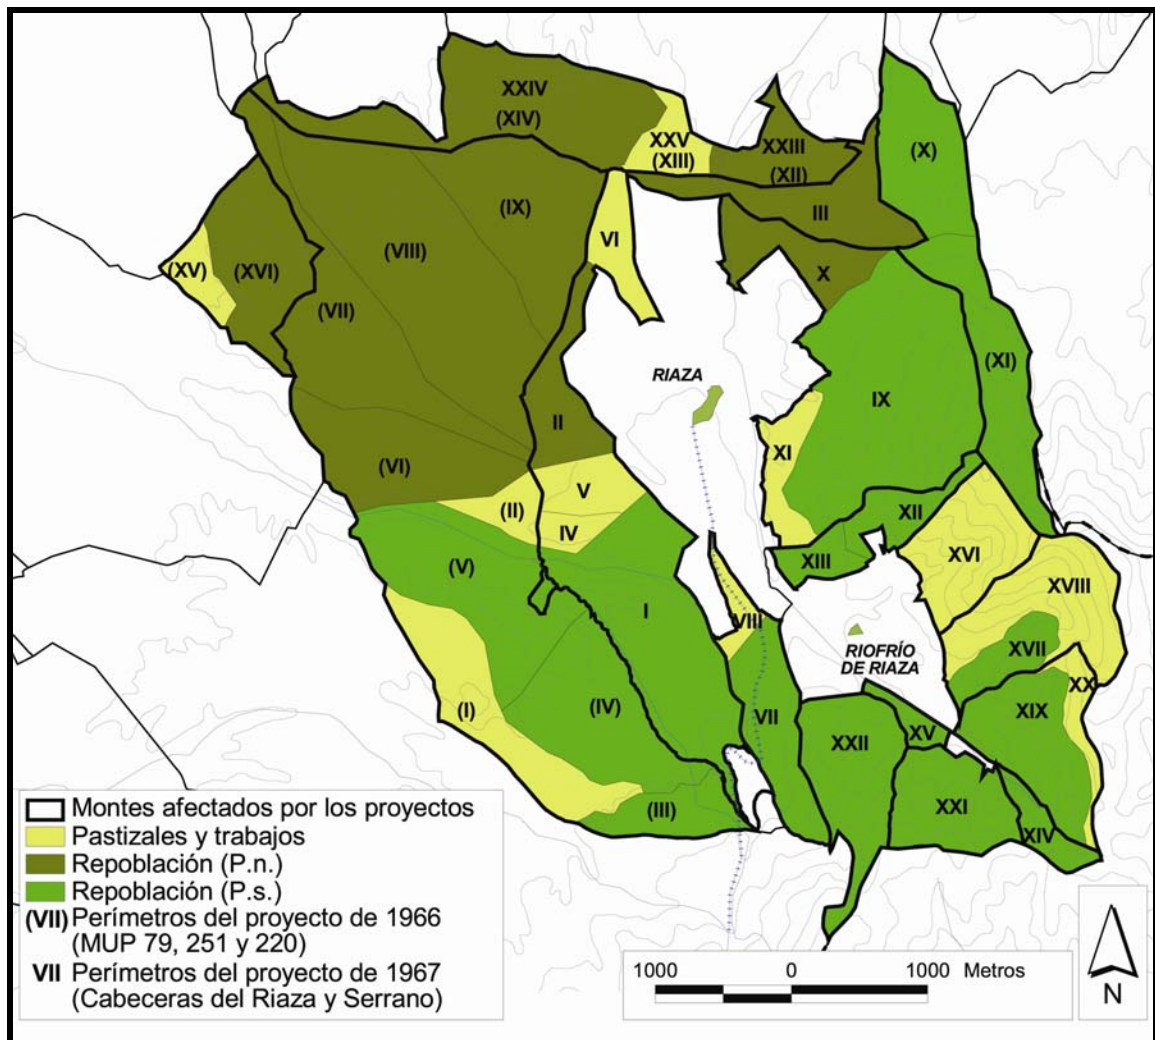 XXIV
(XIV)
XXV
(XIII)
XXIII
(XII)
(X)
(IX)
III
VI
(VIII)
(XV)
(XVI)
X
(VII)
(XI)
RIAZA
IX
II
XI
(VI)
V
(II)
IV
XII
(V)
XIII
XVI
XVIII
I
VIII
RIOFRÍO
DE RIAZA
XVII
XX
(I)
(IV)
VII
XIX
XXII
XV
(III)
XXI
XIV
Montes afectados por los proyectos
Pastizales y trabajos
Repoblación (P.n.)
Repoblación (P.s.)
(VII) Perímetros del proyecto de 1966
(MUP 79, 251 y 220)
VII Perímetros del proyecto de 1967
(Cabeceras del Riaza y Serrano)
1000 0 1000 Metros
N